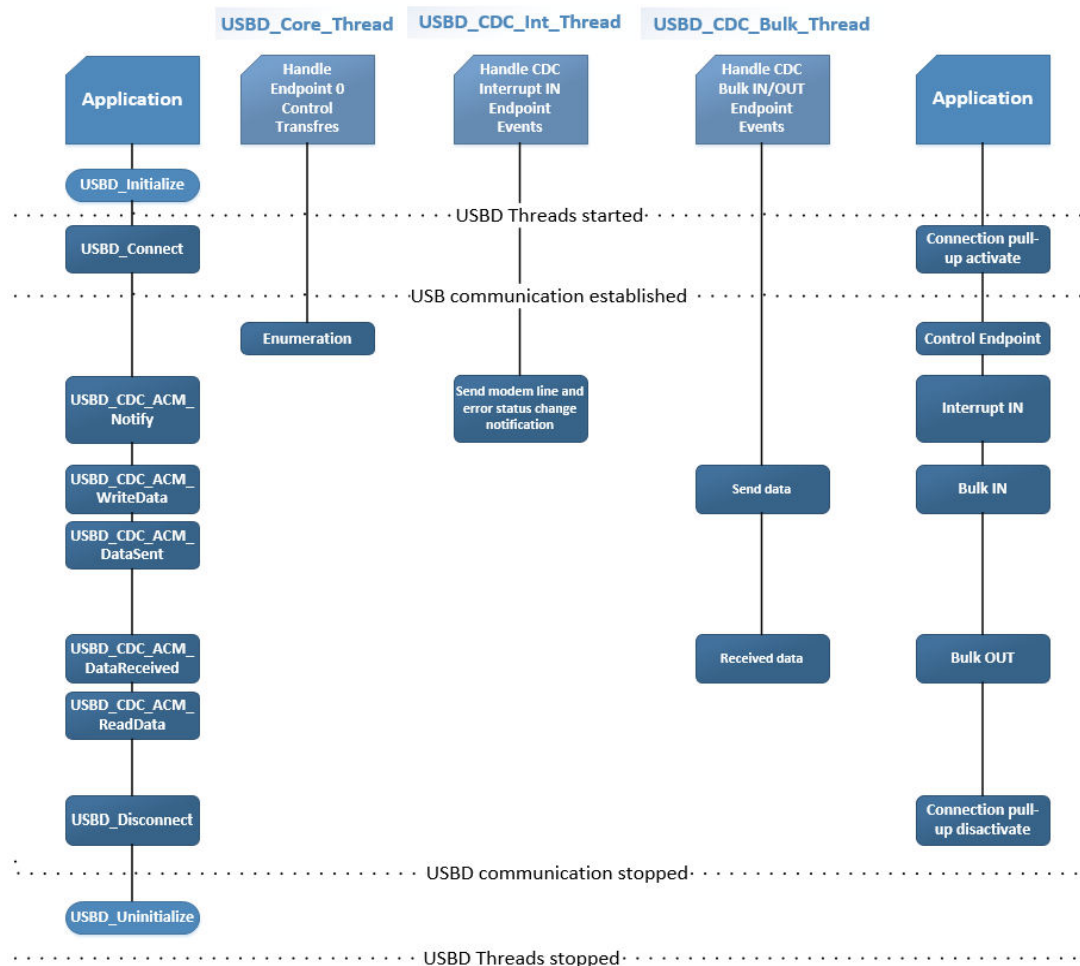 USBD_Core_Thread
USBD_CDC_Int_Thread
USBD_CDC_Bulk_Thread
Application
Handle
Endpoint 0
Control
Transfres
Handle CDC
Interrupt IN
Endpoint
Events
Handle CDC
Bulk IN/OUT
Endpoint
Events
Application
USBD_Initialize
USBD Threads started
USBD_Connect
Connection pull-
up activate
USB communication established
Enumeration
Control Endpoint
USBD_CDC_ACM_
Notify
Send modem line and
error status change
notification
Interrupt IN
USBD_CDC_ACM_
WriteData
Send data
Bulk IN
USBD_CDC_ACM_
DataSent
USBD_CDC_ACM_
DataReceived
Received data
Bulk OUT
USBD_CDC_ACM_
ReadData
USBD_Disconnect
Connection pull-
up disactivate
USBD communication stopped
USBD_Uninitialize
USBD Threads stopped